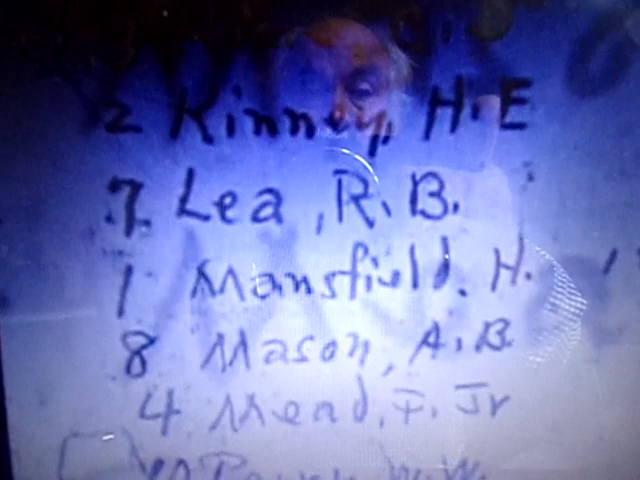 2 Kinney, H.E
7. Lea, R.B.
1 Mansfield. H.
8 Mason, A.B
4 Mead, F. Jr
W.W.